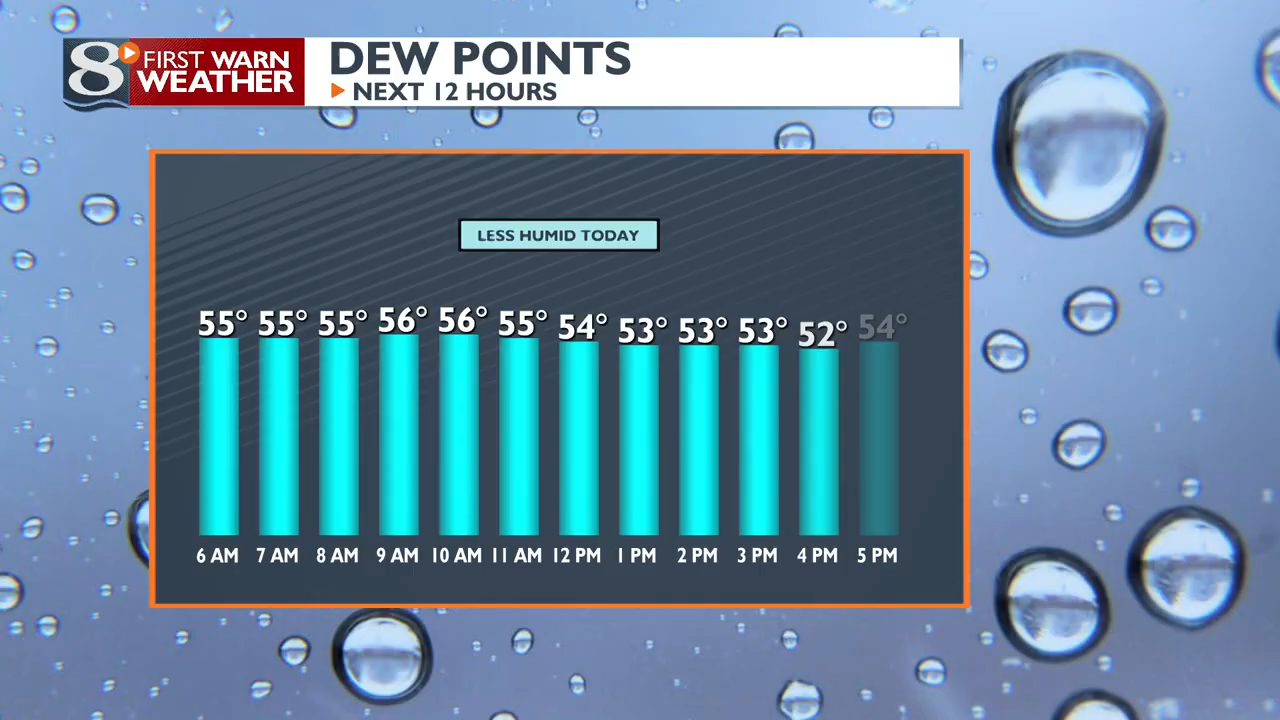 8 FIRST WARN WEATHER
DEW POINTS
NEXT 12 HOURS
LESS HUMID TODAY
55° 55° 55° 56° 56° 55° 54° 53° 53° 53° 52° 54°
6 AM 7 AM 8 AM 9 AM 10 AM 11 AM 12 PM 1 PM 2 PM 3 PM 4 PM 5 PM